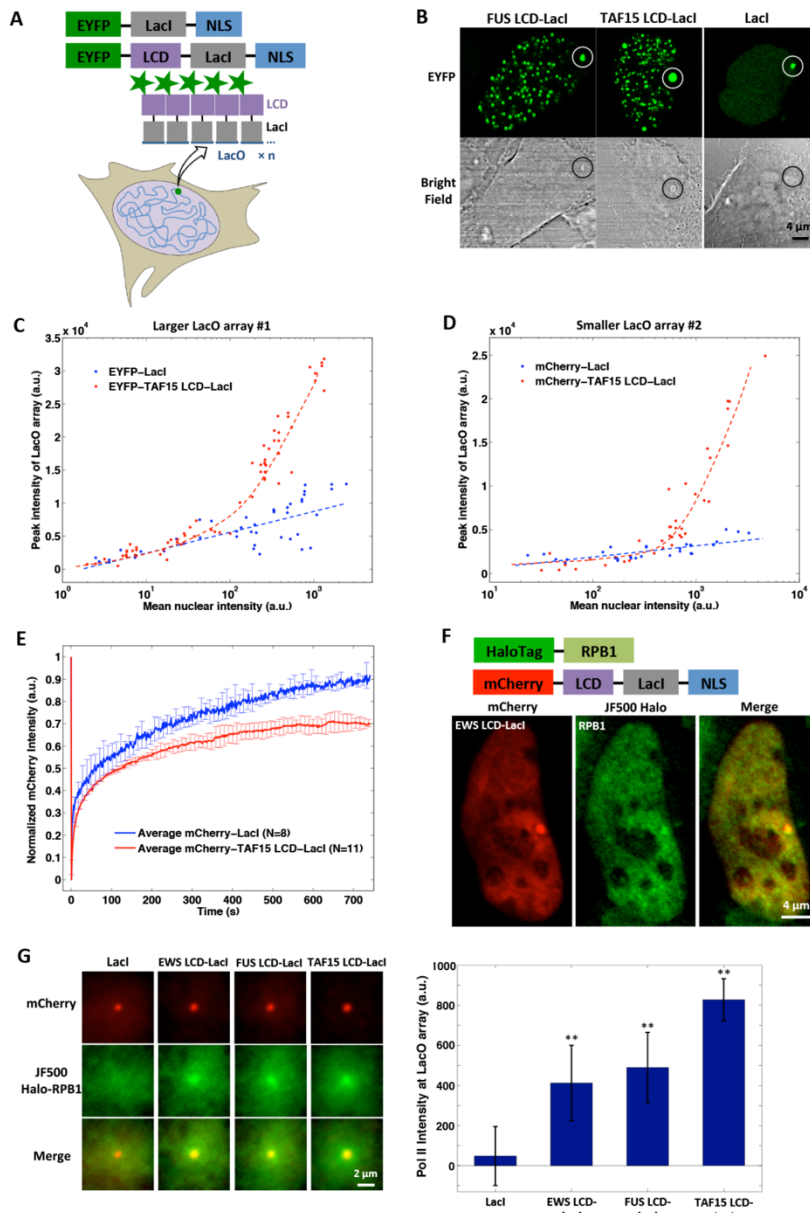 A
EYFP LacI NLS
EYFP LCD LacI NLS
LCD
LacI
...
LacO × n
B
FUS LCD-LacI TAF15 LCD-LacI LacI
EYFP
Bright
Field
4 μm
C
x 10⁴ Larger LacO array #1
3.5
3
2.5
2
1.5
1
0.5
0
EYFP–LacI
EYFP–TAF15 LCD–LacI
Peak intensity of LacO array (a.u.)
10⁰ 10¹ 10² 10³
Mean nuclear intensity (a.u.)
D
x 10⁴ Smaller LacO array #2
2.5
2
1.5
1
0.5
0
mCherry–LacI
mCherry–TAF15 LCD–LacI
Peak intensity of LacO array (a.u.)
10¹ 10² 10³ 10⁴
Mean nuclear intensity (a.u.)
E
1
0.9
0.8
0.7
0.6
0.5
0.4
0.3
0.2
0.1
0
Normalized mCherry Intensity (a.u.)
Average mCherry–LacI (N=8)
Average mCherry–TAF15 LCD–LacI (N=11)
0 100 200 300 400 500 600 700
Time (s)
F
HaloTag RPB1
mCherry LCD LacI NLS
mCherry JF500 Halo Merge
EWS LCD-LacI RPB1
4 μm
G
LacI EWS LCD-LacI FUS LCD-LacI TAF15 LCD-LacI
mCherry
JF500
Halo-RPB1
Merge
2 μm
1000
800
600
400
200
0
Pol II Intensity at LacO array (a.u.)
** ** **
LacI EWS LCD- FUS LCD- TAF15 LCD-